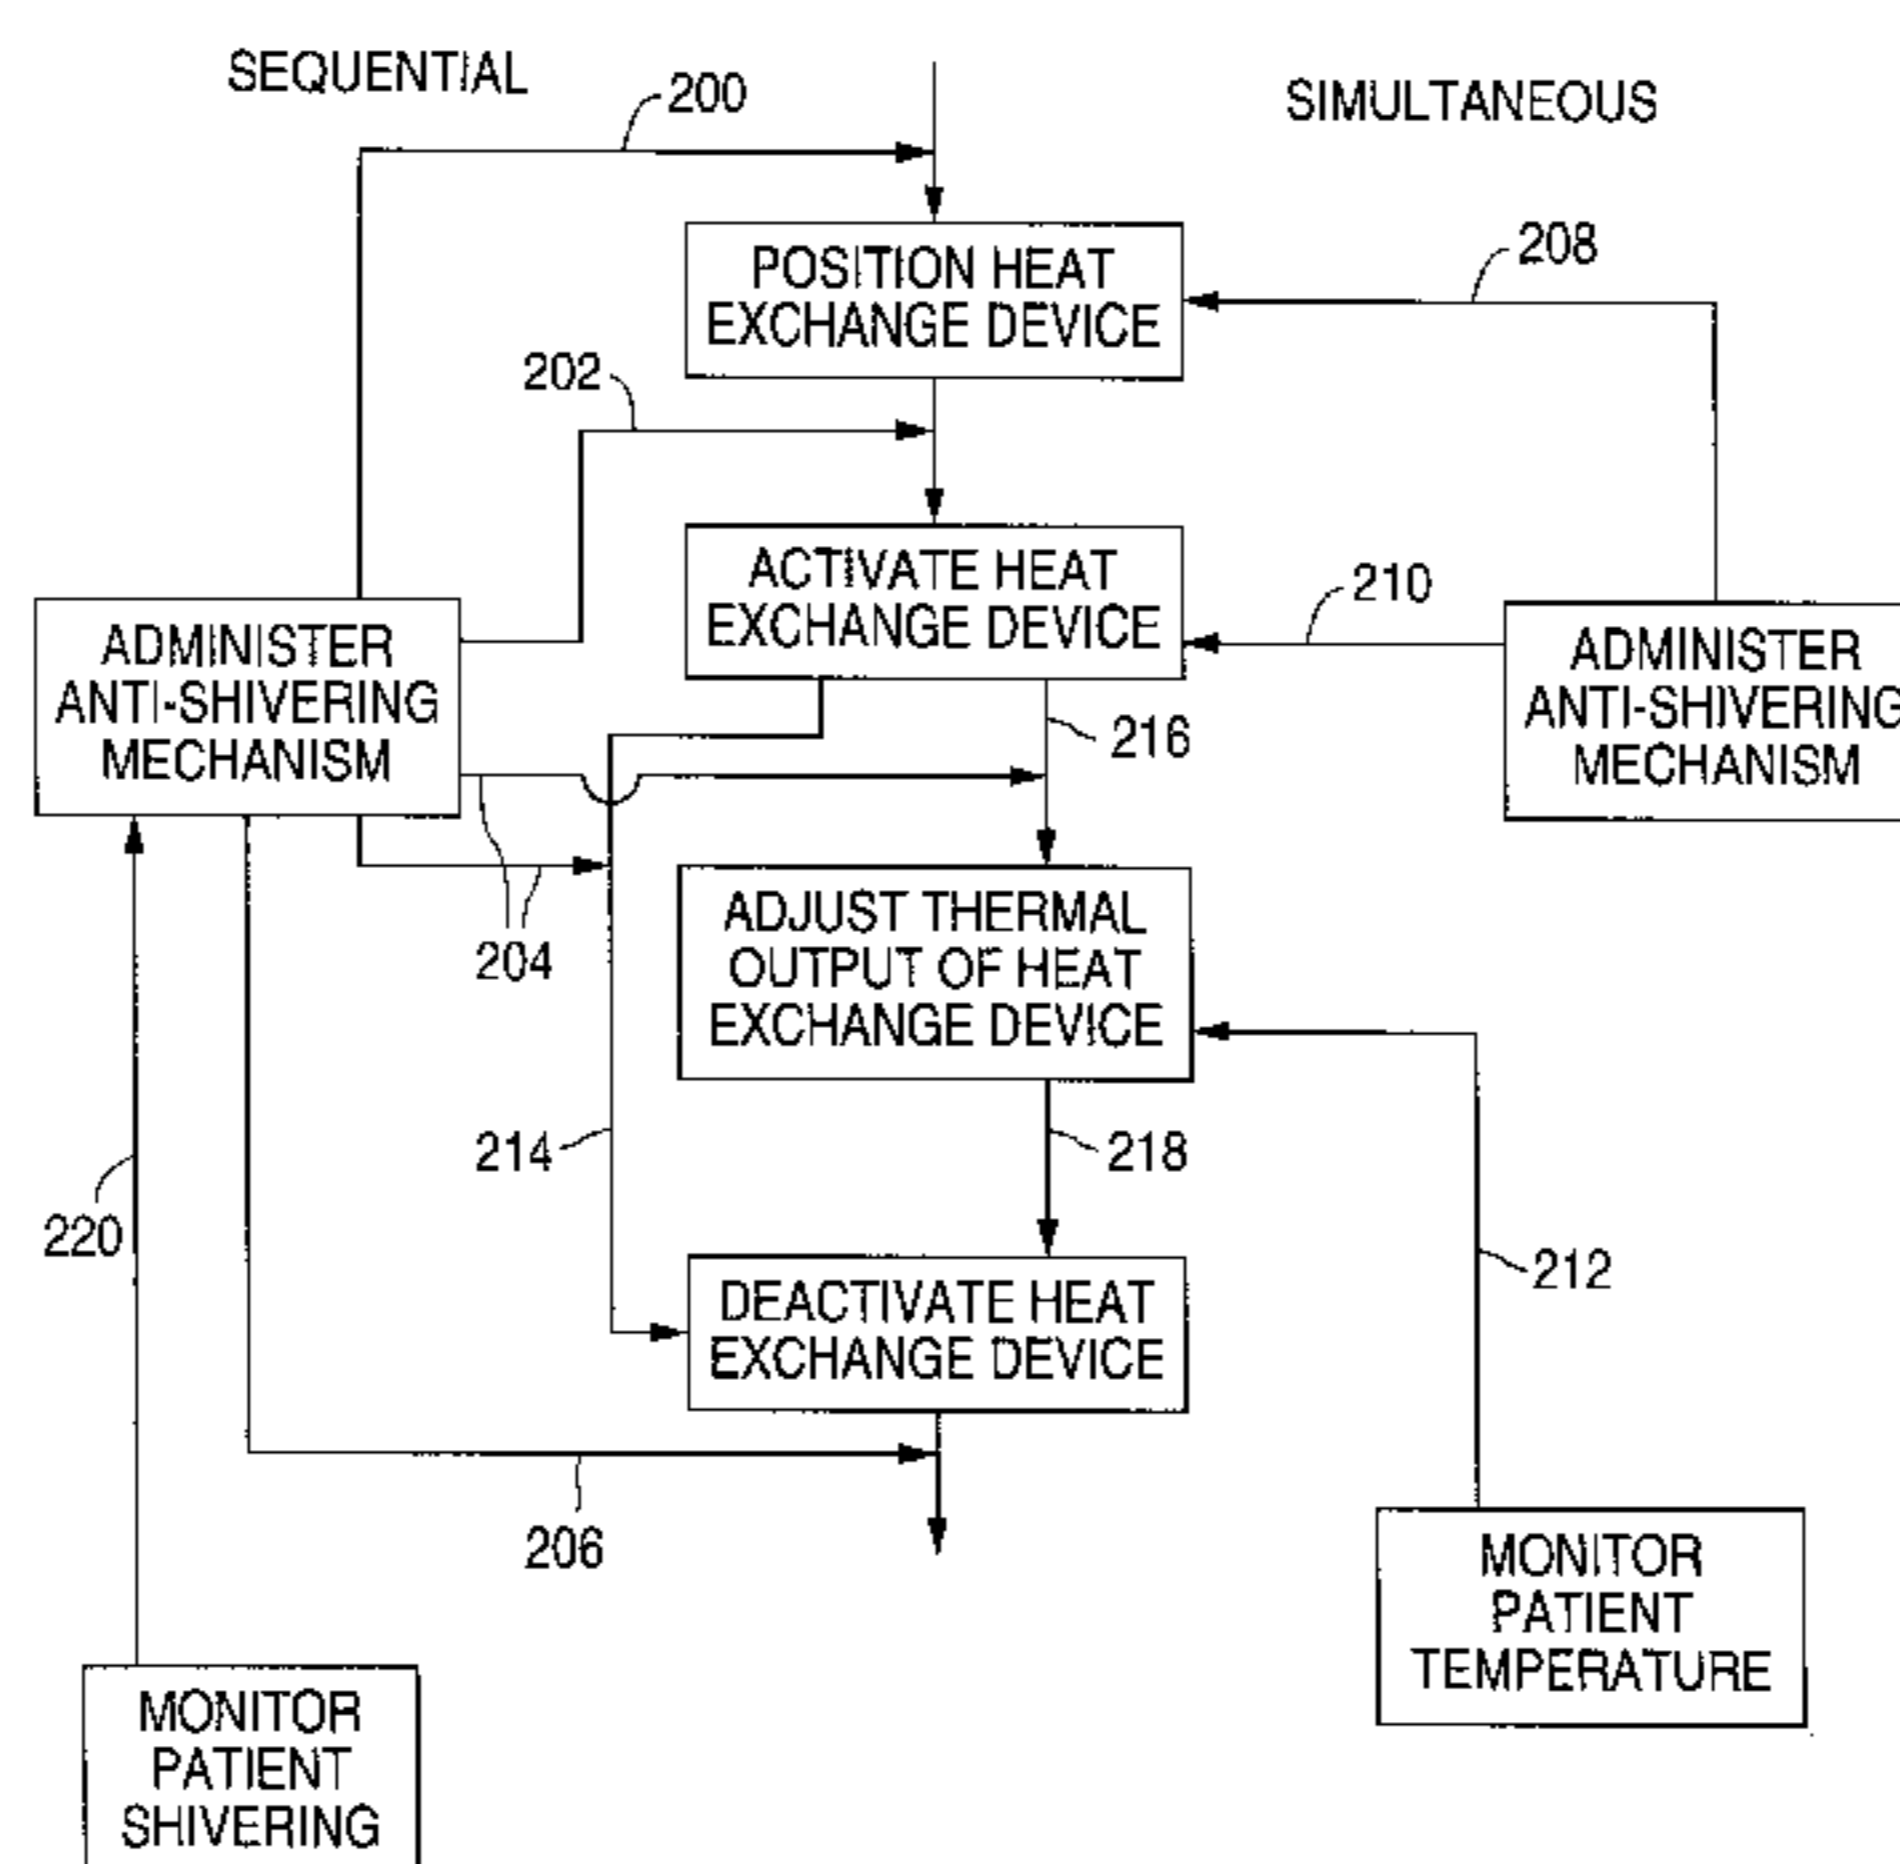 SEQUENTIAL
200
SIMULTANEOUS
POSITION HEAT
EXCHANGE DEVICE
208
202
ACTIVATE HEAT
EXCHANGE DEVICE
210
ADMINISTER
ANTI-SHIVERING
MECHANISM
216
ADMINISTER
ANTI-SHIVERING
MECHANISM
204
ADJUST THERMAL
OUTPUT OF HEAT
EXCHANGE DEVICE
214
218
220
212
DEACTIVATE HEAT
EXCHANGE DEVICE
206
MONITOR
PATIENT
TEMPERATURE
MONITOR
PATIENT
SHIVERING